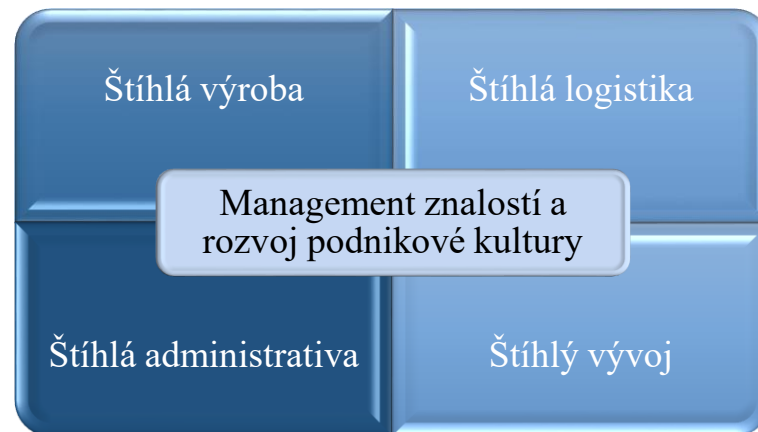 Štíhlá výroba
Štíhlá logistika
Management znalostí a
rozvoj podnikové kultury
Štíhlá administrativa
Štíhlý vývoj